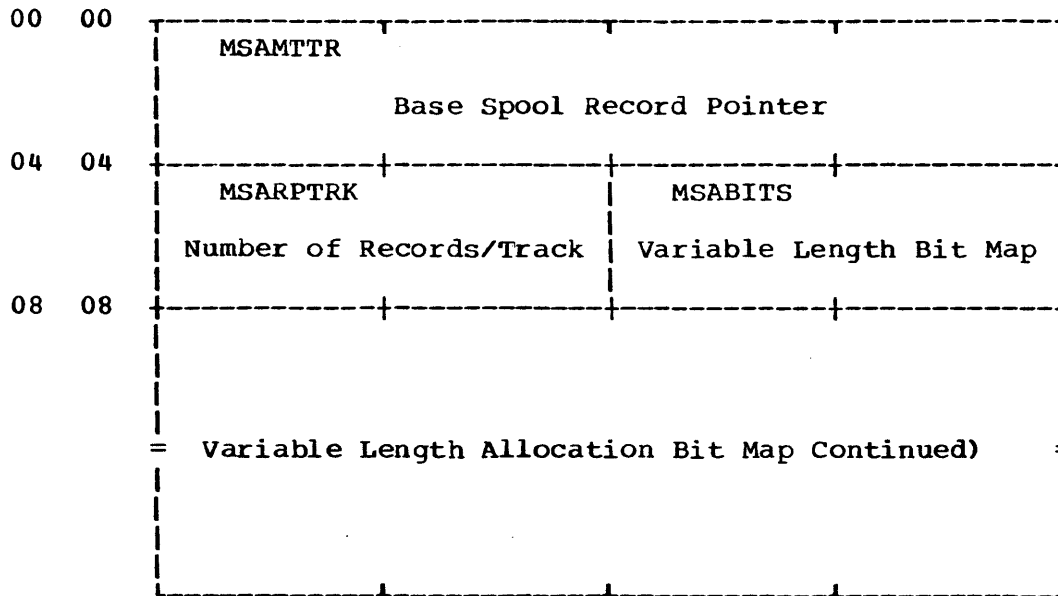 00 00
MSAMTTR
Base Spool Record Pointer
04 04
MSARPTRK MSABITS
Number of Records/Track Variable Length Bit Map
08 08
= Variable Length Allocation Bit Map Continued) =